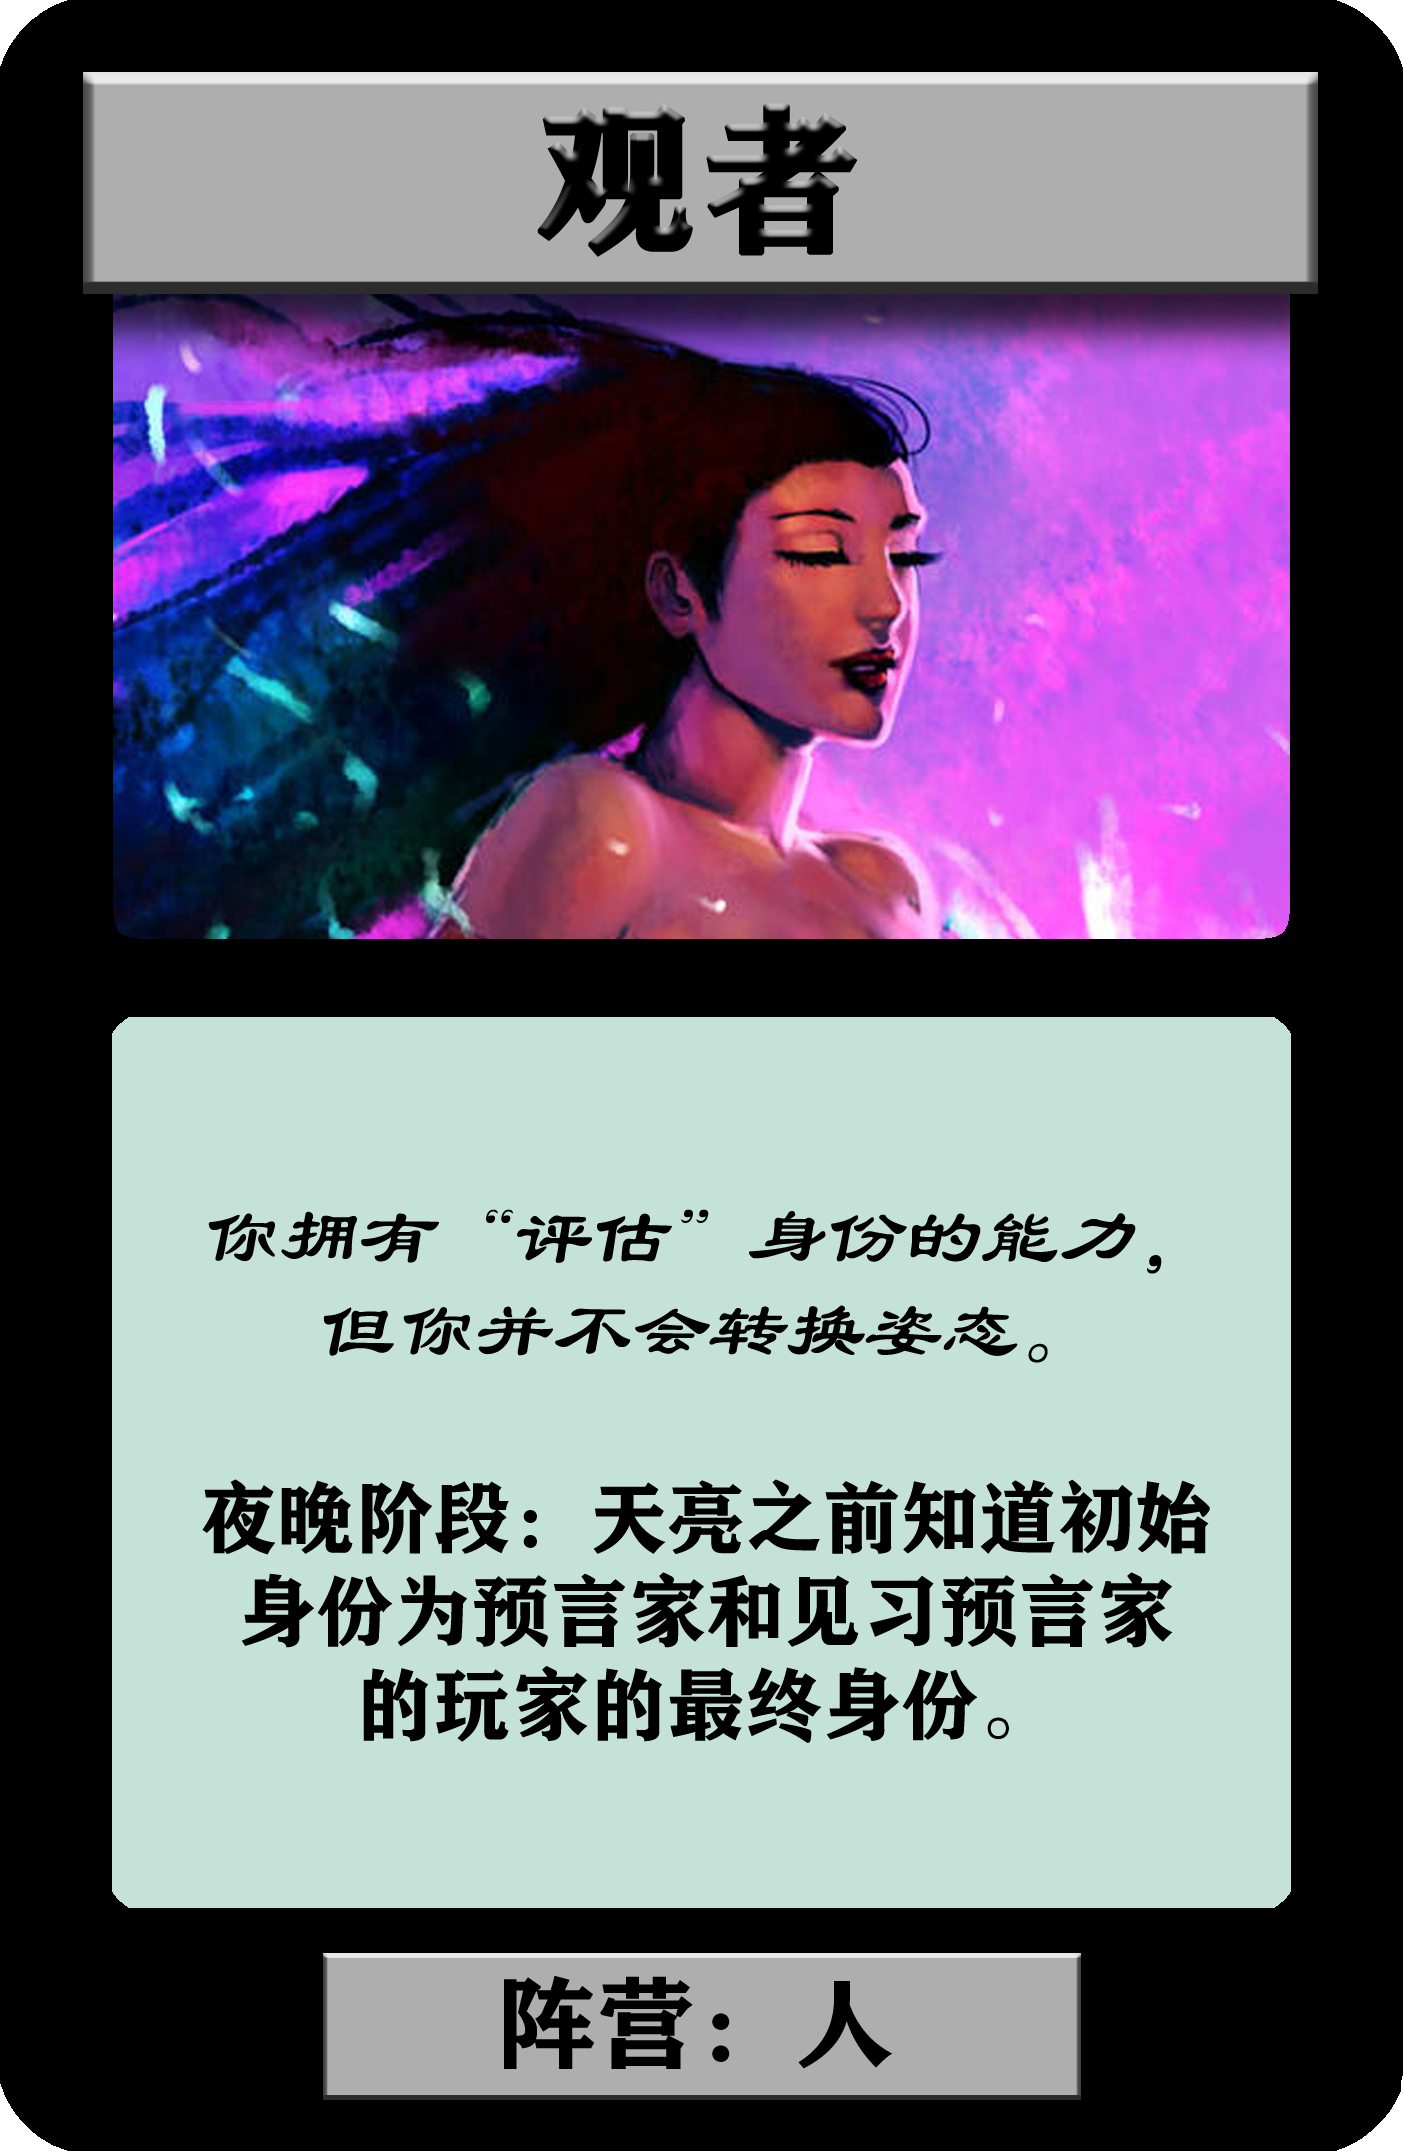 观者
你拥有“评估”身份的能力，
但你并不会转换姿态。
夜晚阶段：天亮之前知道初始
身份为预言家和见习预言家
的玩家的最终身份。
阵营：人